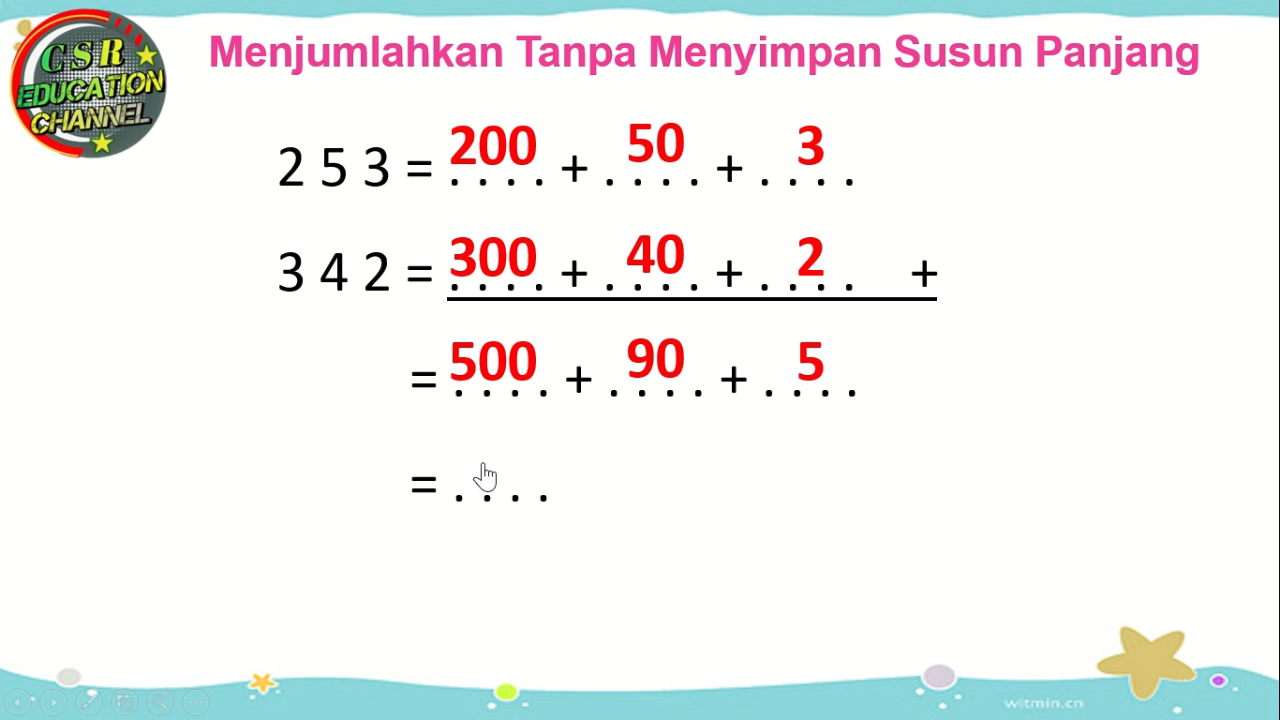 CSR
EDUCATION
CHANNEL
Menjumlahkan Tanpa Menyimpan Susun Panjang
2 5 3 = 200 + 50 + 3
3 4 2 = 300 + 40 + 2 +
= 500 + 90 + 5
= . . . .
witmin.cn